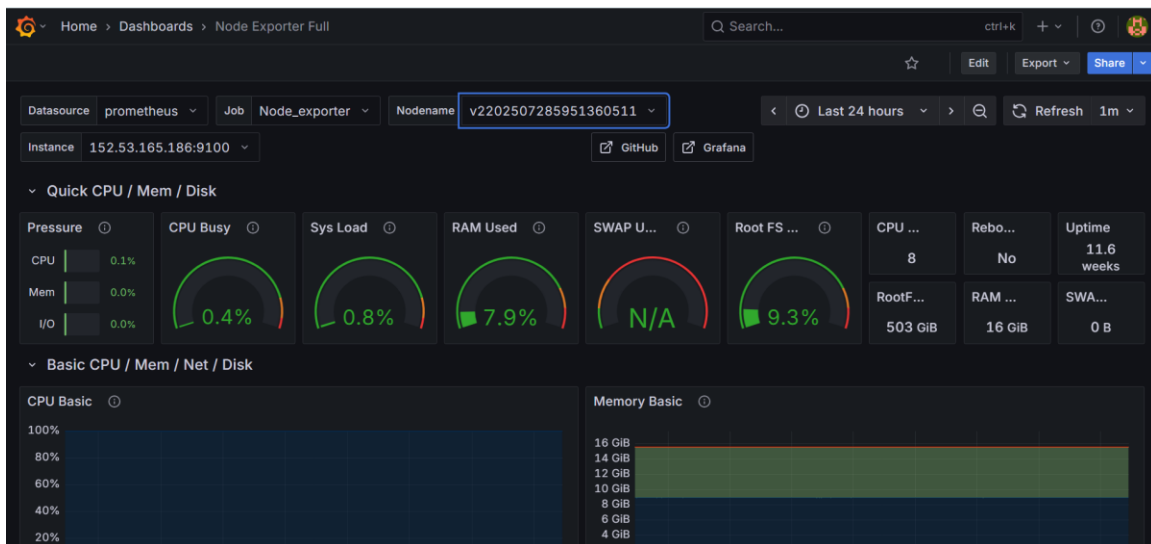 Home › Dashboards › Node Exporter Full
Search...
ctrl+k
Edit
Export
Share
Datasource prometheus
Job Node_exporter
Nodename v2202507285951360511
Last 24 hours
Refresh 1m
Instance 152.53.165.186:9100
GitHub
Grafana
Quick CPU / Mem / Disk
Pressure
CPU 0.1%
Mem 0.0%
I/O 0.0%
CPU Busy
0.4%
Sys Load
0.8%
RAM Used
7.9%
SWAP U...
N/A
Root FS ...
9.3%
CPU ...
8
Rebo...
No
Uptime
11.6
weeks
RootF...
503 GiB
RAM ...
16 GiB
SWA...
0 B
Basic CPU / Mem / Net / Disk
CPU Basic
100%
80%
60%
40%
20%
Memory Basic
16 GiB
14 GiB
12 GiB
10 GiB
8 GiB
6 GiB
4 GiB